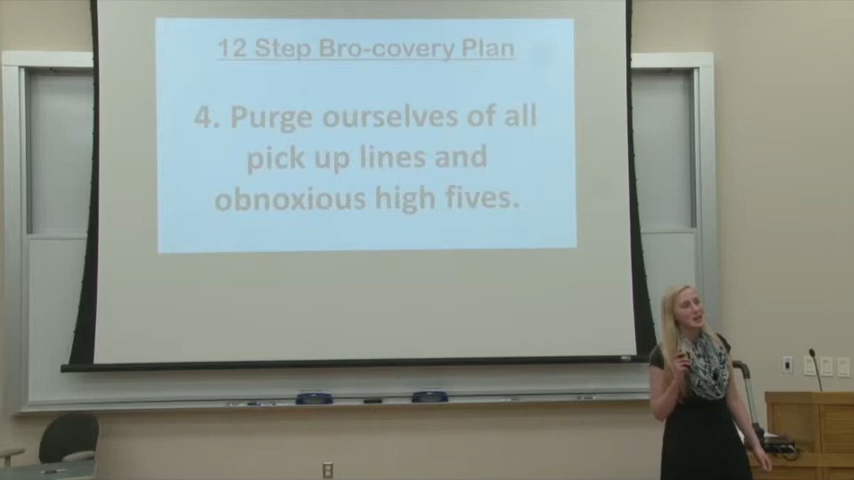 12 Step Bro-covery Plan
4. Purge ourselves of all
pick up lines and
obnoxious high fives.